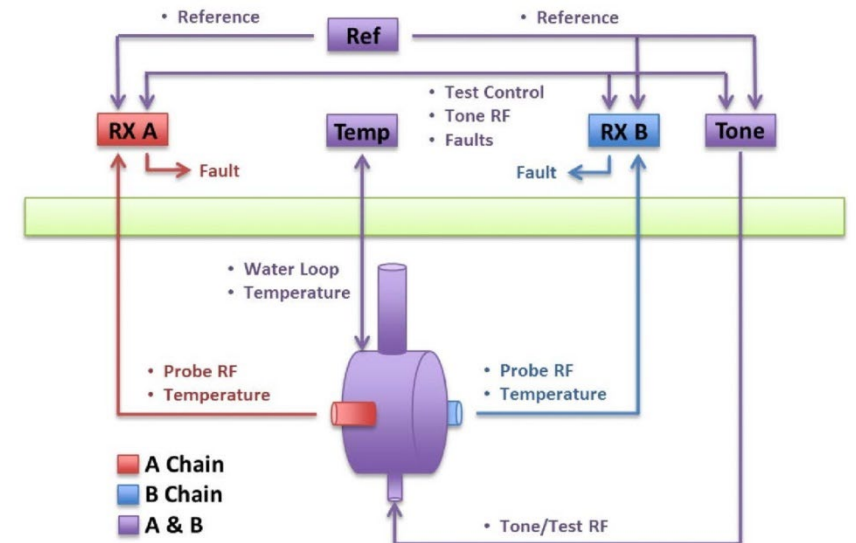 • Reference
• Reference
Ref
• Test Control
• Tone RF
• Faults
RX A
Temp
RX B
Tone
Fault
Fault
• Water Loop
• Temperature
• Probe RF
• Temperature
• Probe RF
• Temperature
A Chain
B Chain
A & B
• Tone/Test RF